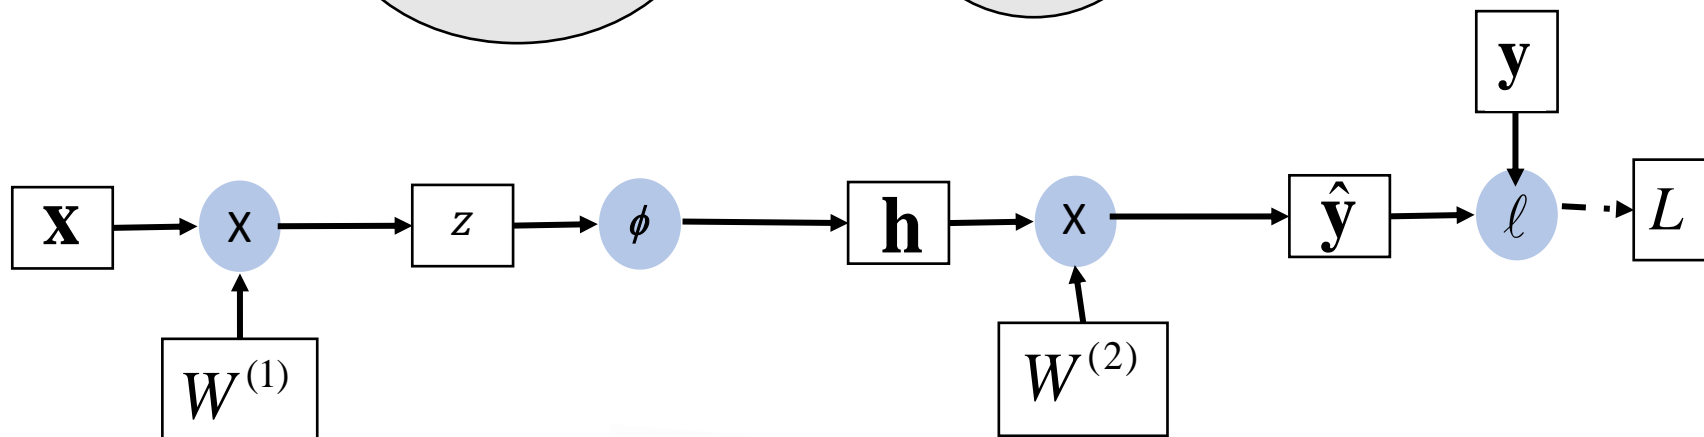 y
x X z ϕ h X ŷ ℓ L
W^(1) W^(2)